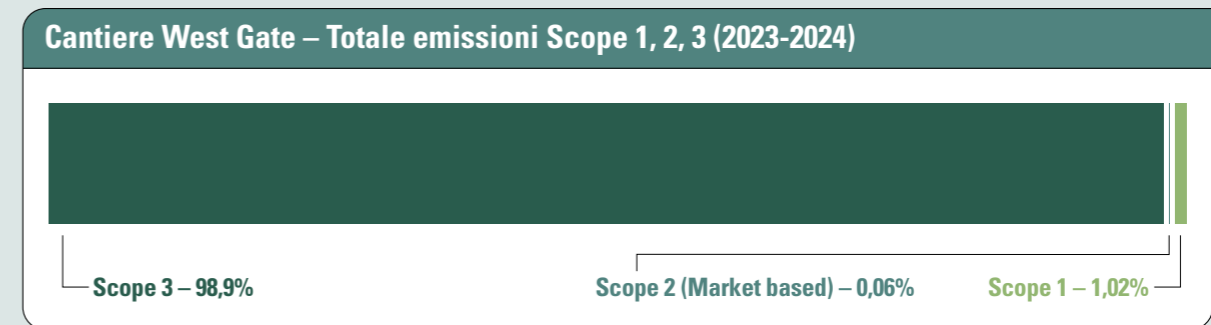 Cantiere West Gate – Totale emissioni Scope 1, 2, 3 (2023-2024)
Scope 3 – 98,9%
Scope 2 (Market based) – 0,06%
Scope 1 – 1,02%